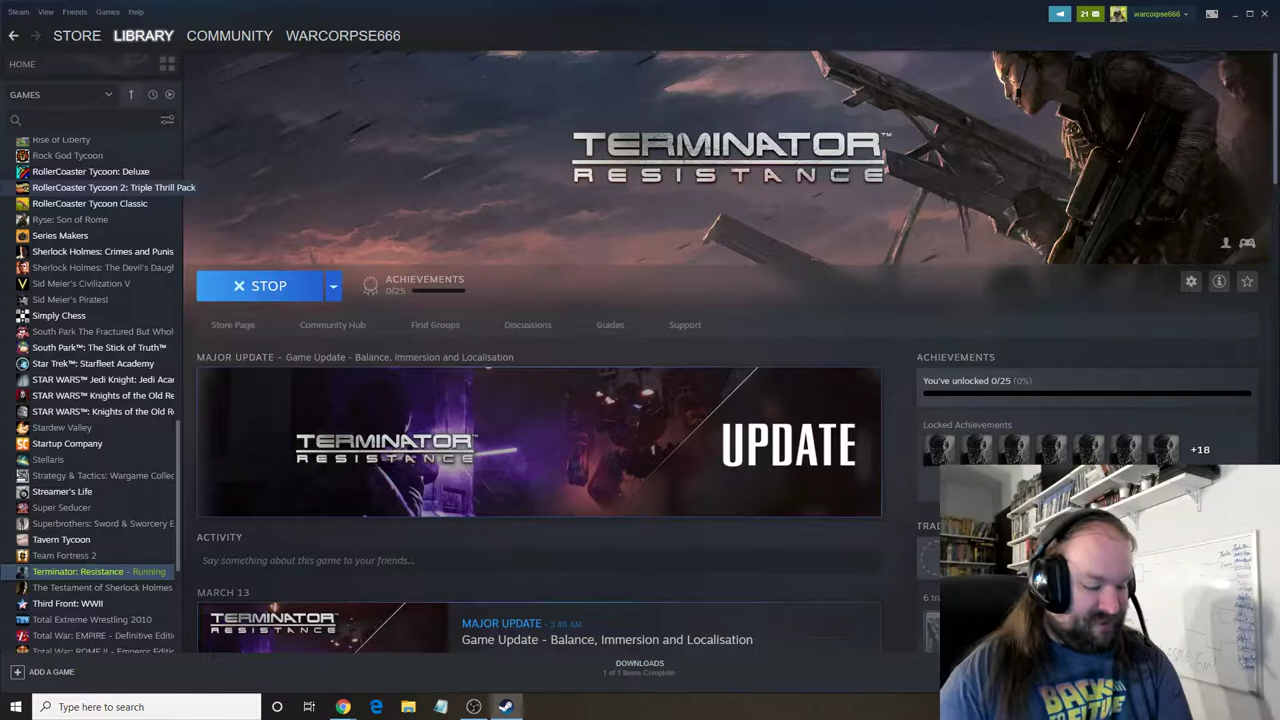 Steam View Friends Games Help
21
warcorpse666
STORE LIBRARY COMMUNITY WARCORPSE666
HOME
GAMES
Rise of Liberty
Rock God Tycoon
RollerCoaster Tycoon: Deluxe
RollerCoaster Tycoon 2: Triple Thrill Pack
RollerCoaster Tycoon Classic
Ryse: Son of Rome
Series Makers
Sherlock Holmes: Crimes and Punis
Sherlock Holmes: The Devil's Daugh
Sid Meier's Civilization V
Sid Meier's Pirates!
Simply Chess
South Park The Fractured But Whol
South Park™: The Stick of Truth™
Star Trek™: Starfleet Academy
STAR WARS™ Jedi Knight: Jedi Aca
STAR WARS™: Knights of the Old Re
STAR WARS™: Knights of the Old R
Stardew Valley
Startup Company
Stellaris
Strategy & Tactics: Wargame Collec
Streamer's Life
Super Seducer
Superbrothers: Sword & Sworcery E
Tavern Tycoon
Team Fortress 2
Terminator: Resistance - Running
The Testament of Sherlock Holmes
Third Front: WWII
Total Extreme Wrestling 2010
Total War: EMPIRE - Definitive Editi
Total War: ROME II - Emperor Editio
ADD A GAME
TERMINATOR™
RESISTANCE
STOP
ACHIEVEMENTS
0/25
Store Page Community Hub Find Groups Discussions Guides Support
MAJOR UPDATE - Game Update - Balance, Immersion and Localisation
TERMINATOR
RESISTANCE
UPDATE
ACTIVITY
Say something about this game to your friends...
MARCH 13
TERMINATOR
RESISTANCE
MAJOR UPDATE - 3:46 AM
Game Update - Balance, Immersion and Localisation
ACHIEVEMENTS
You've unlocked 0/25 (0%)
Locked Achievements
+18
TRAD
6 tra
DOWNLOADS
1 of 1 Items Complete
Type here to search
BACK
TO
FUTURE